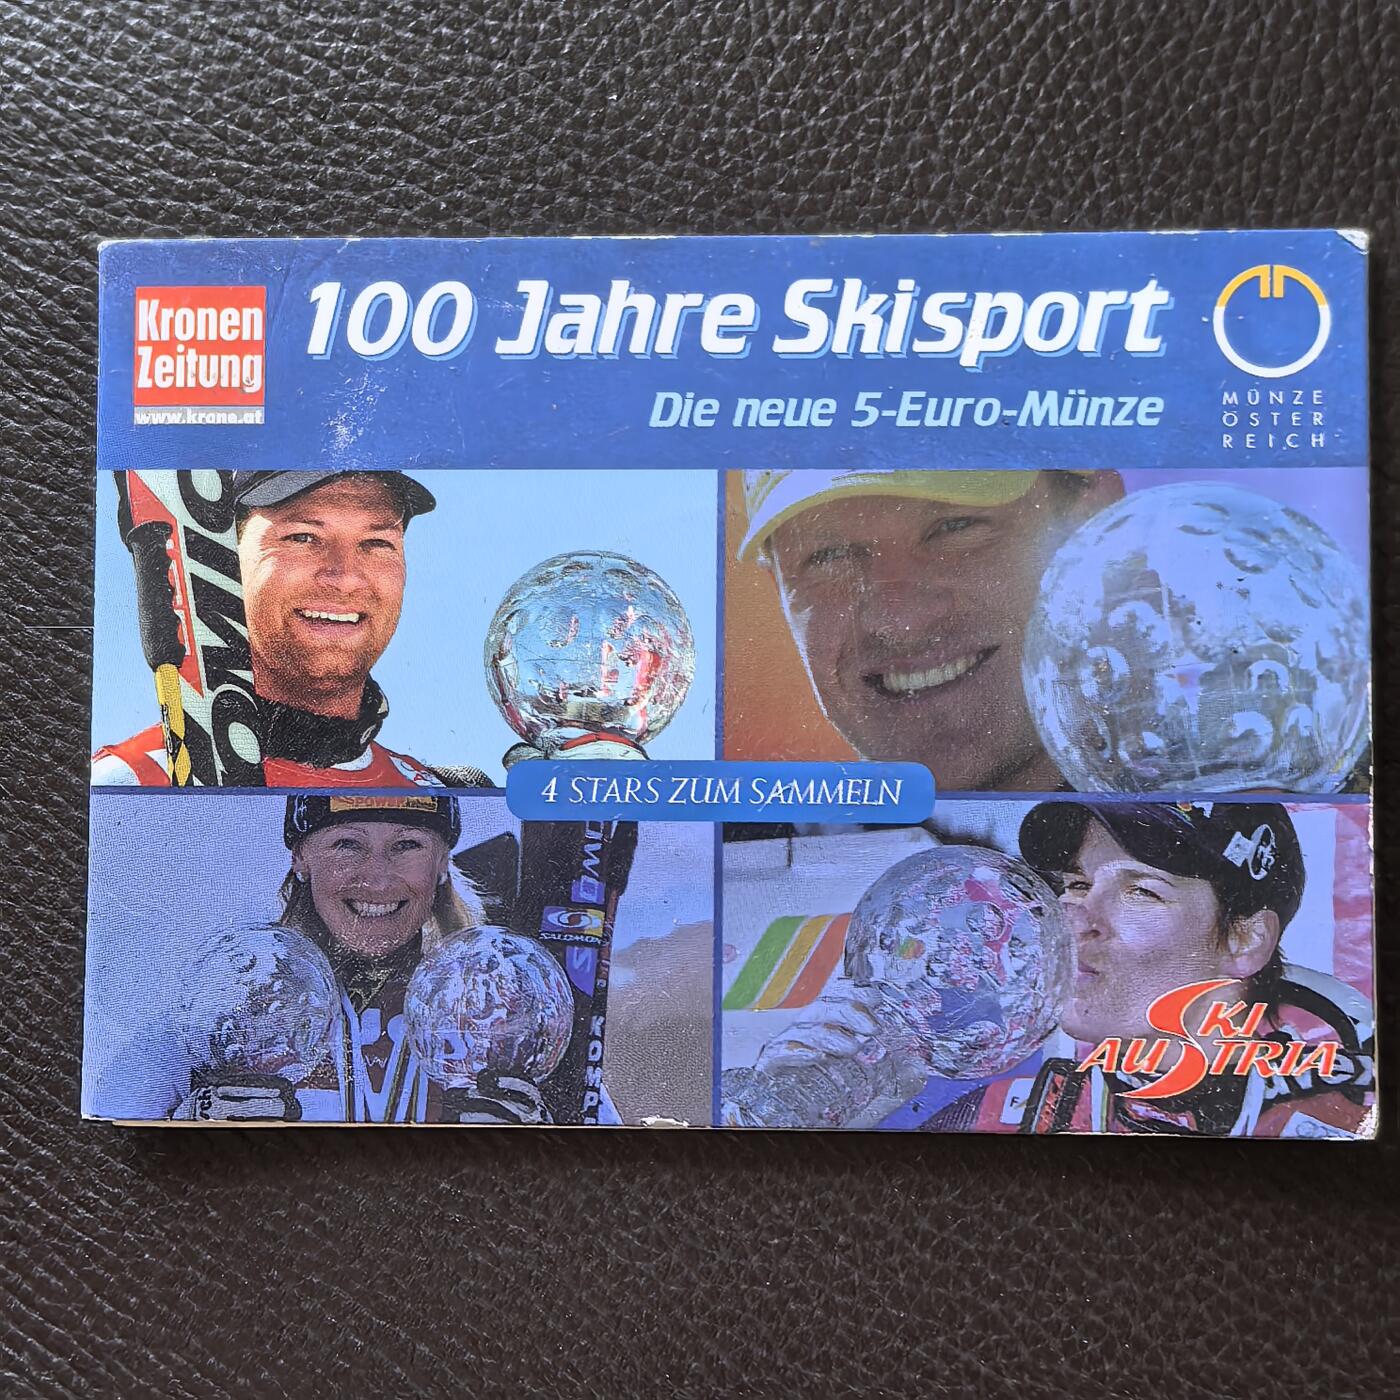 Kronen
Zeitung
www.krone.at
100 Jahre Skisport
Die neue 5-Euro-Münze
MÜNZE
ÖSTER
REICH
4 STARS ZUM SAMMELN
SKI
AUSTRIA